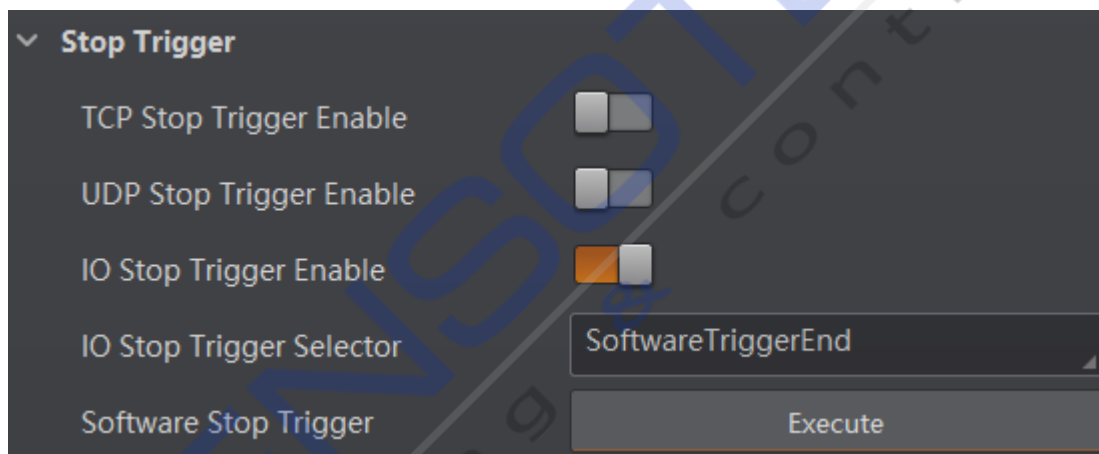 Stop Trigger
TCP Stop Trigger Enable
UDP Stop Trigger Enable
IO Stop Trigger Enable
IO Stop Trigger Selector SoftwareTriggerEnd
Software Stop Trigger Execute